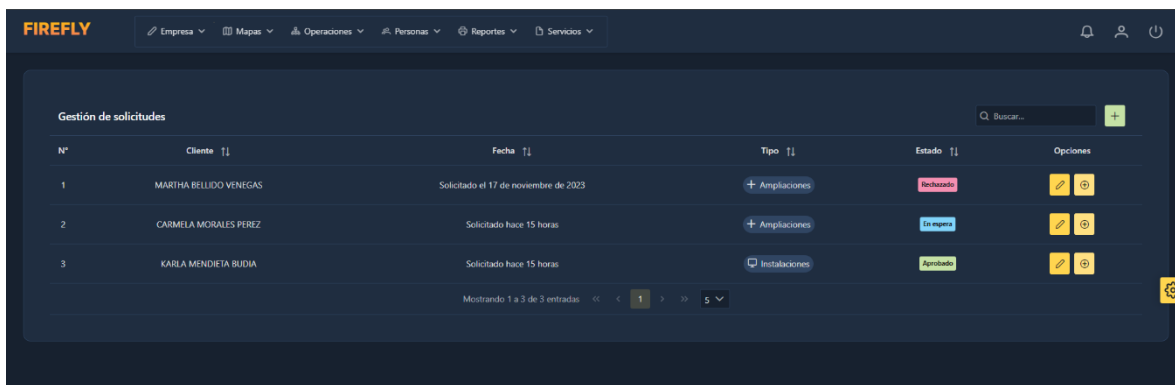 FIREFLY Empresa Mapas Operaciones Personas Reportes Servicios
Gestión de solicitudes Buscar...
N° Cliente Fecha Tipo Estado Opciones
1 MARTHA BELLIDO VENEGAS Solicitado el 17 de noviembre de 2023 Ampliaciones Rechazado
2 CARMELA MORALES PEREZ Solicitado hace 15 horas Ampliaciones En espera
3 KARLA MENDIETA BUDIA Solicitado hace 15 horas Instalaciones Aprobado
Mostrando 1 a 3 de 3 entradas << < 1 > >> 5